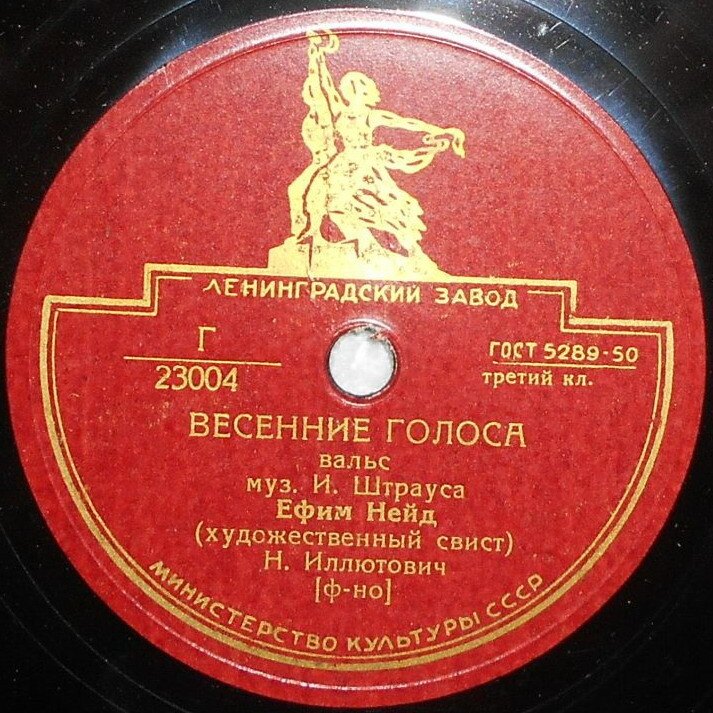 ЛЕНИНГРАДСКИЙ ЗАВОД
Г
23004
ГОСТ 5289-50
третий кл.
ВЕСЕННИЕ ГОЛОСА
вальс
муз. И. Штрауса
Ефим Нейд
(художественный свист)
Н. Иллютович
[ф-но]
МИНИСТЕРСТВО КУЛЬТУРЫ СССР